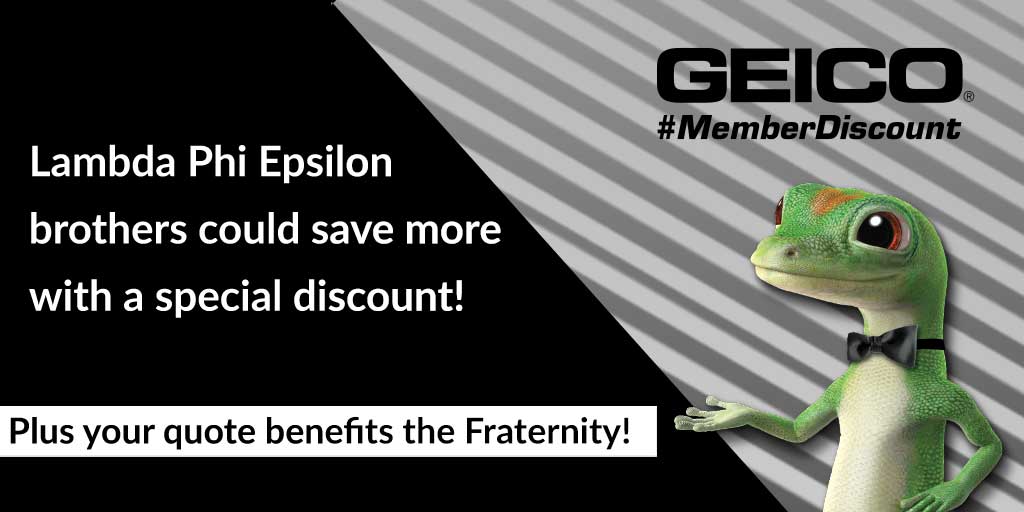 GEICO®
#MemberDiscount
Lambda Phi Epsilon
brothers could save more
with a special discount!
Plus your quote benefits the Fraternity!